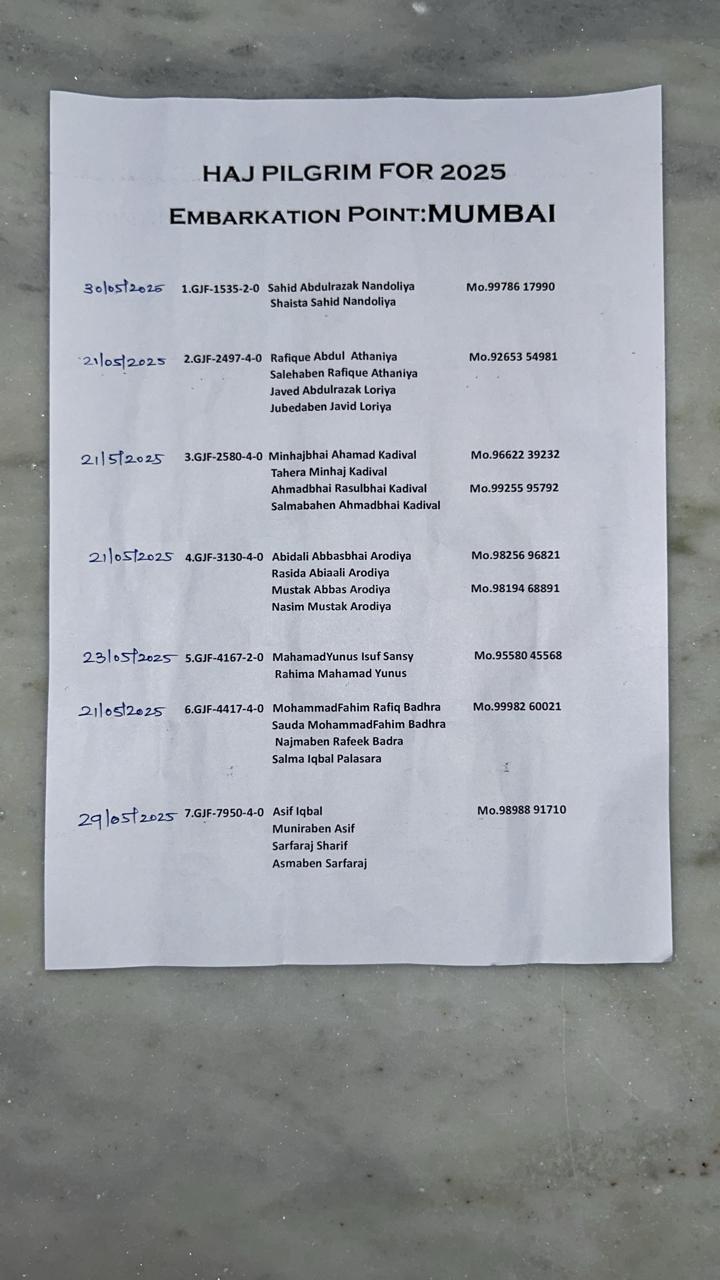 HAJ PILGRIM FOR 2025
EMBARKATION POINT:MUMBAI
30/05/2025 1.GJF-1535-2-0 Sahid Abdulrazak Nandoliya Mo.99786 17990
Shaista Sahid Nandoliya
21/05/2025 2.GJF-2497-4-0 Rafique Abdul Athaniya Mo.92653 54981
Salehaben Rafique Athaniya
Javed Abdulrazak Loriya
Jubedaben Javid Loriya
21/5/2025 3.GJF-2580-4-0 Minhajbhai Ahamad Kadival Mo.96622 39232
Tahera Minhaj Kadival
Ahmadbhai Rasulbhai Kadival Mo.99255 95792
Salmabahen Ahmadbhai Kadival
21/05/2025 4.GJF-3130-4-0 Abidali Abbasbhai Arodiya Mo.98256 96821
Rasida Abiaali Arodiya
Mustak Abbas Arodiya Mo.98194 68891
Nasim Mustak Arodiya
23/05/2025 5.GJF-4167-2-0 MahamadYunus Isuf Sansy Mo.95580 45568
Rahima Mahamad Yunus
21/05/2025 6.GJF-4417-4-0 MohammadFahim Rafiq Badhra Mo.99982 60021
Sauda MohammadFahim Badhra
Najmaben Rafeek Badra
Salma Iqbal Palasara
29/05/2025 7.GJF-7950-4-0 Asif Iqbal Mo.98988 91710
Muniraben Asif
Sarfaraj Sharif
Asmaben Sarfaraj